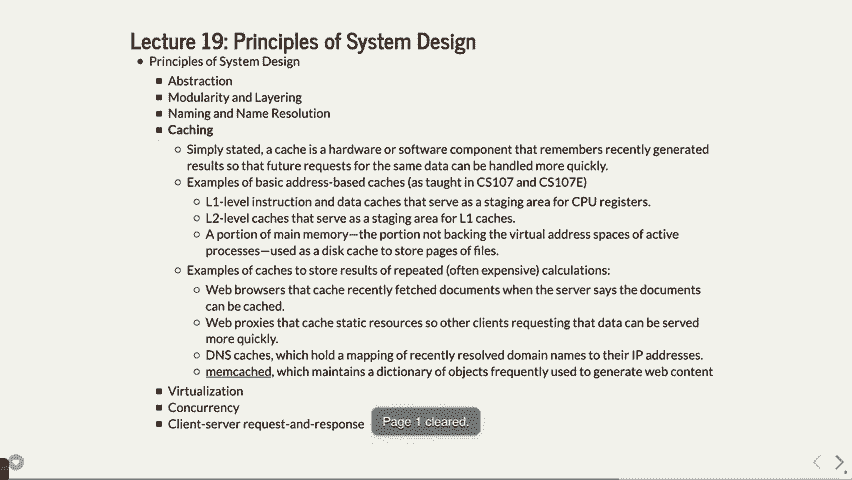 Lecture 19: Principles of System Design
Principles of System Design
Abstraction
Modularity and Layering
Naming and Name Resolution
Caching
Simply stated, a cache is a hardware or software component that remembers recently generated
results so that future requests for the same data can be handled more quickly.
Examples of basic address-based caches (as taught in CS107 and CS107E)
L1-level instruction and data caches that serve as a staging area for CPU registers.
L2-level caches that serve as a staging area for L1 caches.
A portion of main memory—the portion not backing the virtual address spaces of active
processes—used as a disk cache to store pages of files.
Examples of caches to store results of repeated (often expensive) calculations:
Web browsers that cache recently fetched documents when the server says the documents
can be cached.
Web proxies that cache static resources so other clients requesting that data can be served
more quickly.
DNS caches, which hold a mapping of recently resolved domain names to their IP addresses.
memcached, which maintains a dictionary of objects frequently used to generate web content
Virtualization
Concurrency
Client-server request-and-response
Page 1 cleared.